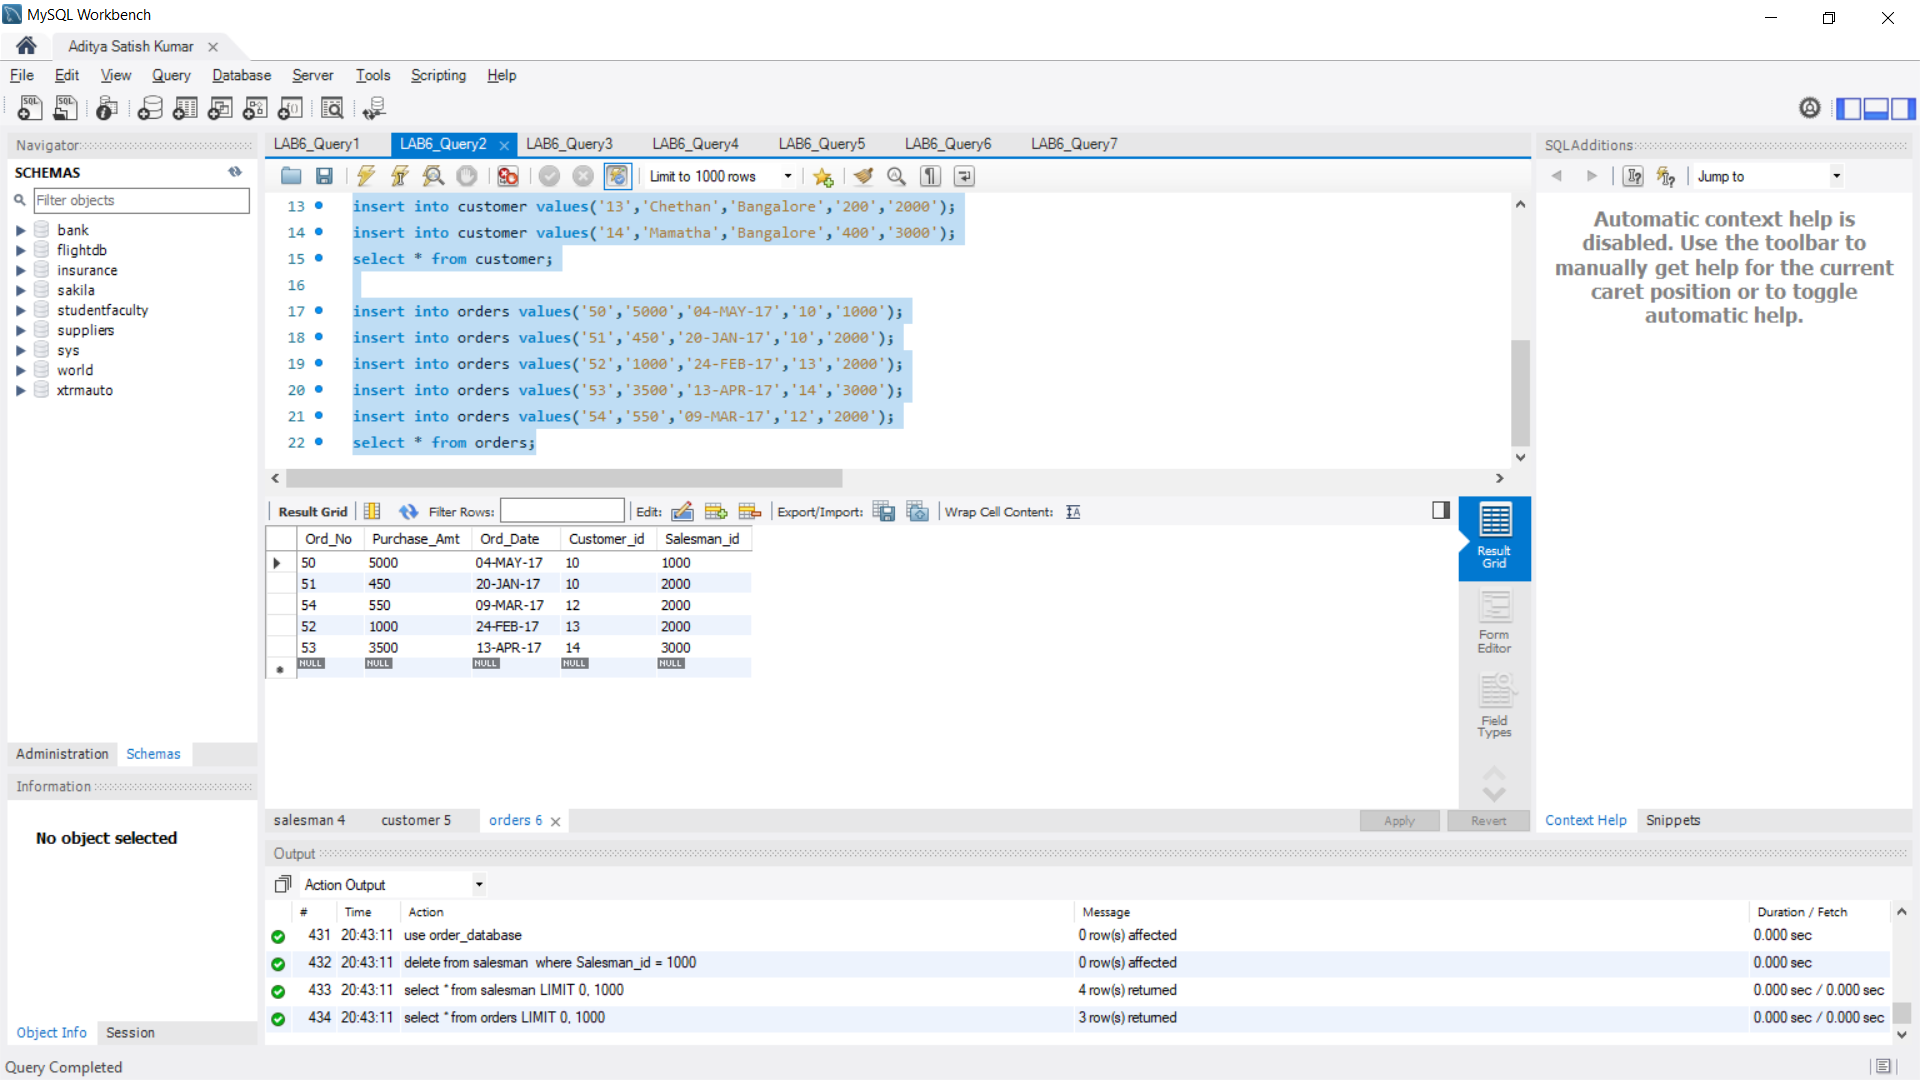 MySQL Workbench
Aditya Satish Kumar
File Edit View Query Database Server Tools Scripting Help
Navigator
SCHEMAS
Filter objects
bank
flightdb
insurance
sakila
studentfaculty
suppliers
sys
world
xtrmauto
Administration Schemas
Information
No object selected
Object Info Session
Query Completed
LAB6_Query1 LAB6_Query2 LAB6_Query3 LAB6_Query4 LAB6_Query5 LAB6_Query6 LAB6_Query7
Limit to 1000 rows
13 insert into customer values('13','Chethan','Bangalore','200','2000');
14 insert into customer values('14','Mamatha','Bangalore','400','3000');
15 select * from customer;
16
17 insert into orders values('50','5000','04-MAY-17','10','1000');
18 insert into orders values('51','450','20-JAN-17','10','2000');
19 insert into orders values('52','1000','24-FEB-17','13','2000');
20 insert into orders values('53','3500','13-APR-17','14','3000');
21 insert into orders values('54','550','09-MAR-17','12','2000');
22 select * from orders;
Result Grid Filter Rows: Edit: Export/Import: Wrap Cell Content:
Ord_No Purchase_Amt Ord_Date Customer_id Salesman_id
50 5000 04-MAY-17 10 1000
51 450 20-JAN-17 10 2000
54 550 09-MAR-17 12 2000
52 1000 24-FEB-17 13 2000
53 3500 13-APR-17 14 3000
NULL NULL NULL NULL NULL
Result
Grid
Form
Editor
Field
Types
salesman 4 customer 5 orders 6
Apply Revert
Output
Action Output
# Time Action Message Duration / Fetch
431 20:43:11 use order_database 0 row(s) affected 0.000 sec
432 20:43:11 delete from salesman where Salesman_id = 1000 0 row(s) affected 0.000 sec
433 20:43:11 select * from salesman LIMIT 0, 1000 4 row(s) returned 0.000 sec / 0.000 sec
434 20:43:11 select * from orders LIMIT 0, 1000 3 row(s) returned 0.000 sec / 0.000 sec
SQLAdditions
Jump to
Automatic context help is
disabled. Use the toolbar to
manually get help for the current
caret position or to toggle
automatic help.
Context Help Snippets